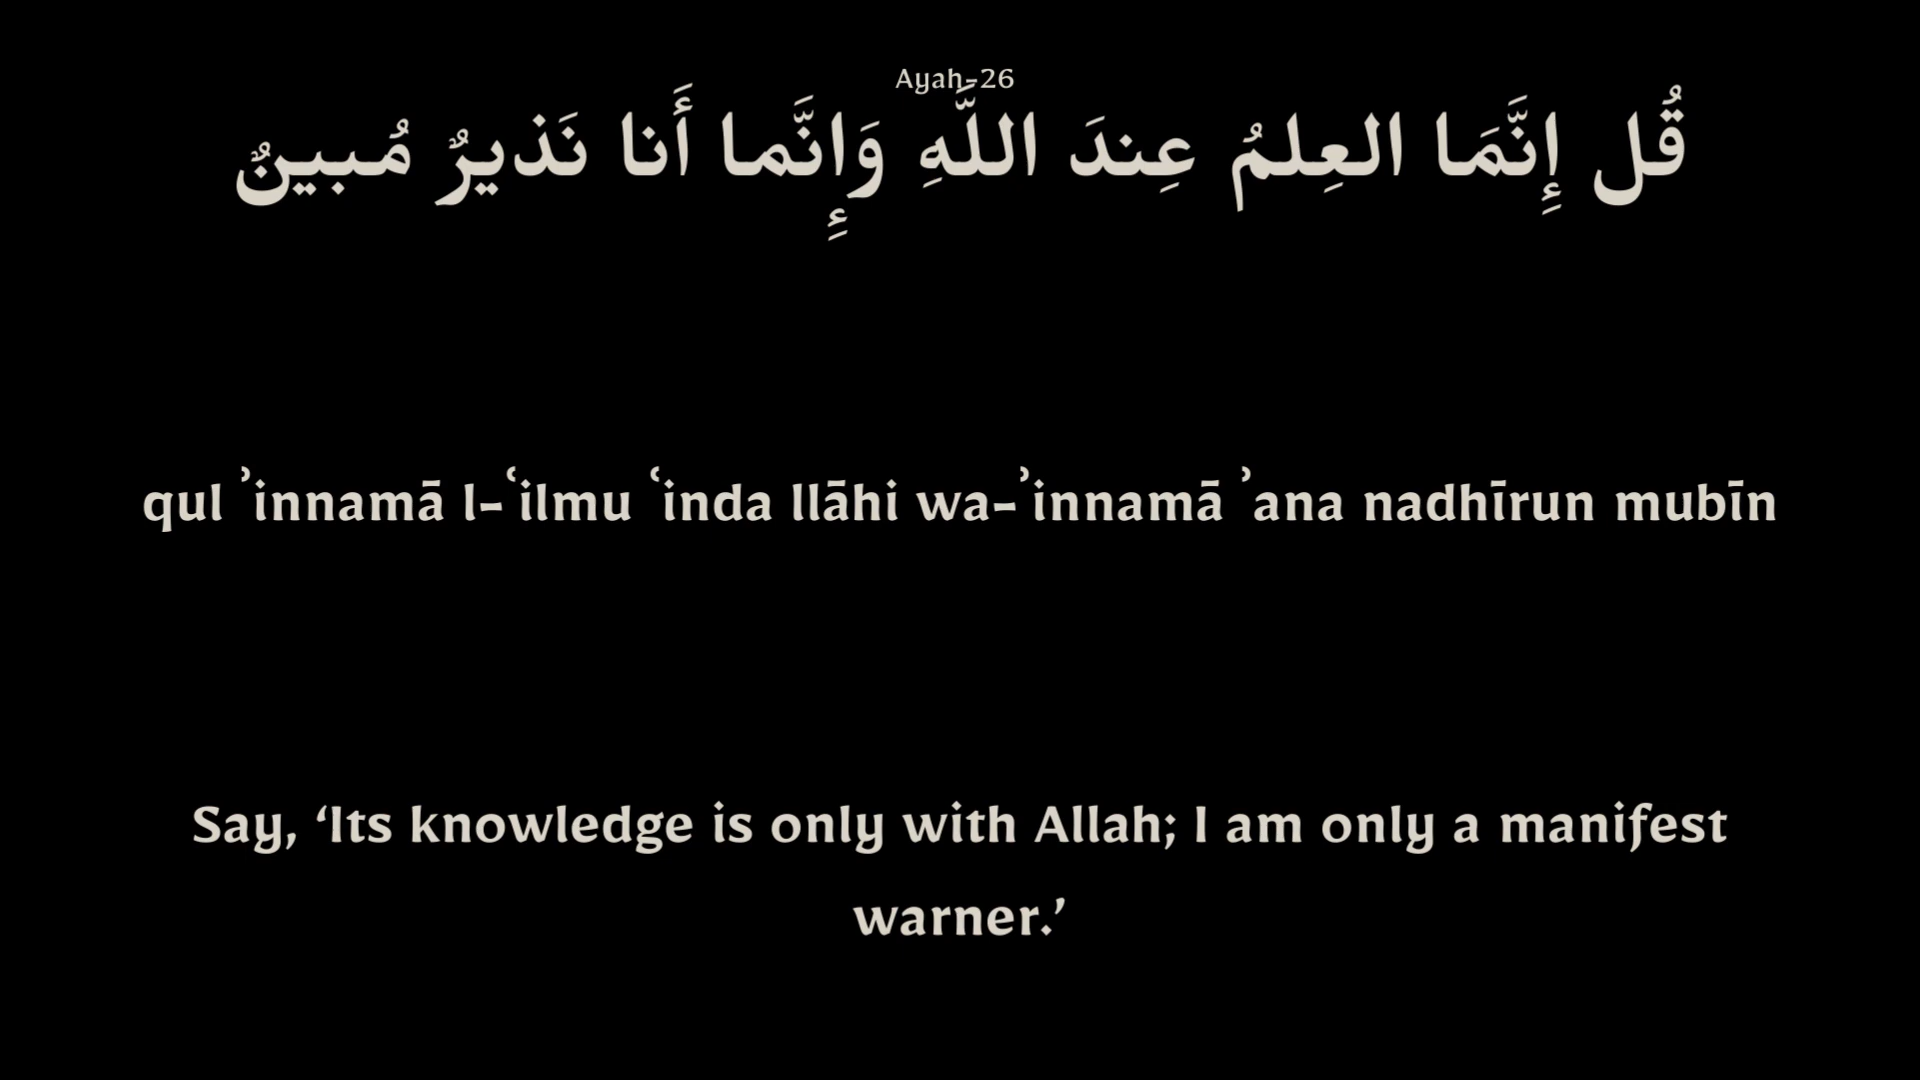 Ayah-26
قُل إِنَّمَا العِلمُ عِندَ اللَّهِ وَإِنَّما أَنا نَذيرٌ مُبينٌ
qul ʾinnamā l-ʿilmu ʿinda llāhi wa-ʾinnamā ʾana nadhīrun mubīn
Say, ‘Its knowledge is only with Allah; I am only a manifest
warner.’